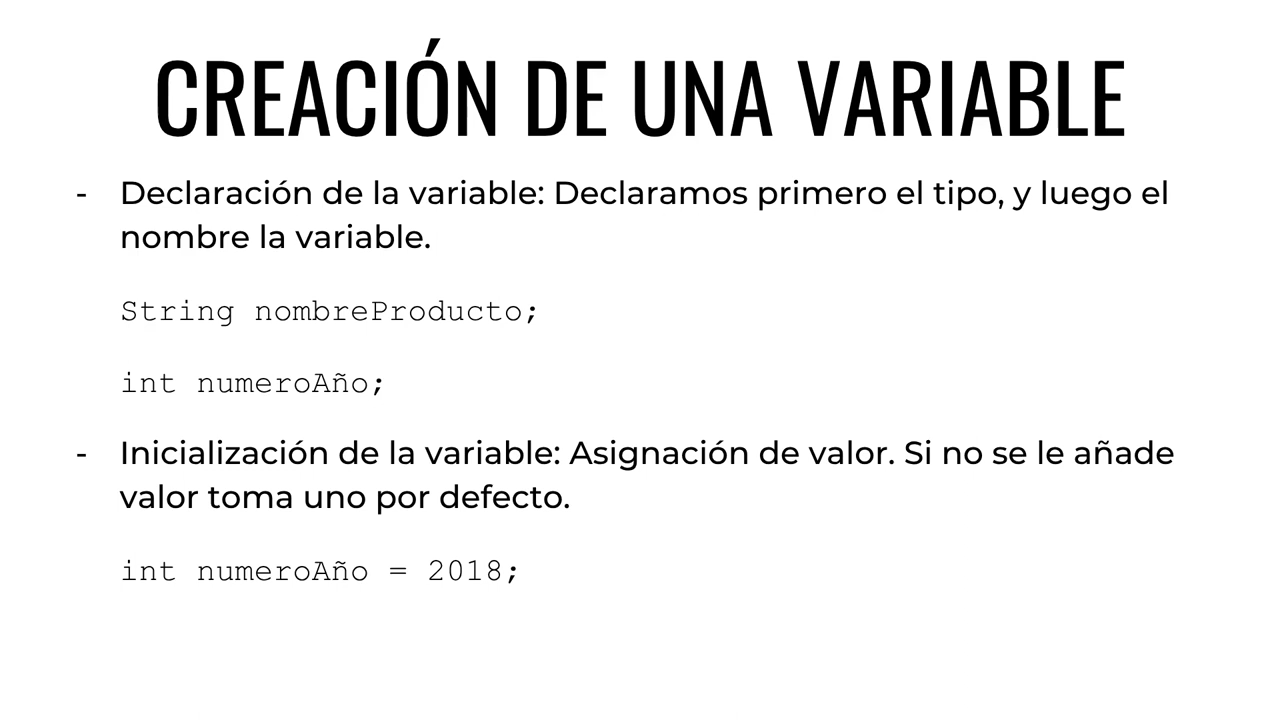 CREACIÓN DE UNA VARIABLE
- Declaración de la variable: Declaramos primero el tipo, y luego el
nombre la variable.
String nombreProducto;
int numeroAño;
- Inicialización de la variable: Asignación de valor. Si no se le añade
valor toma uno por defecto.
int numeroAño = 2018;